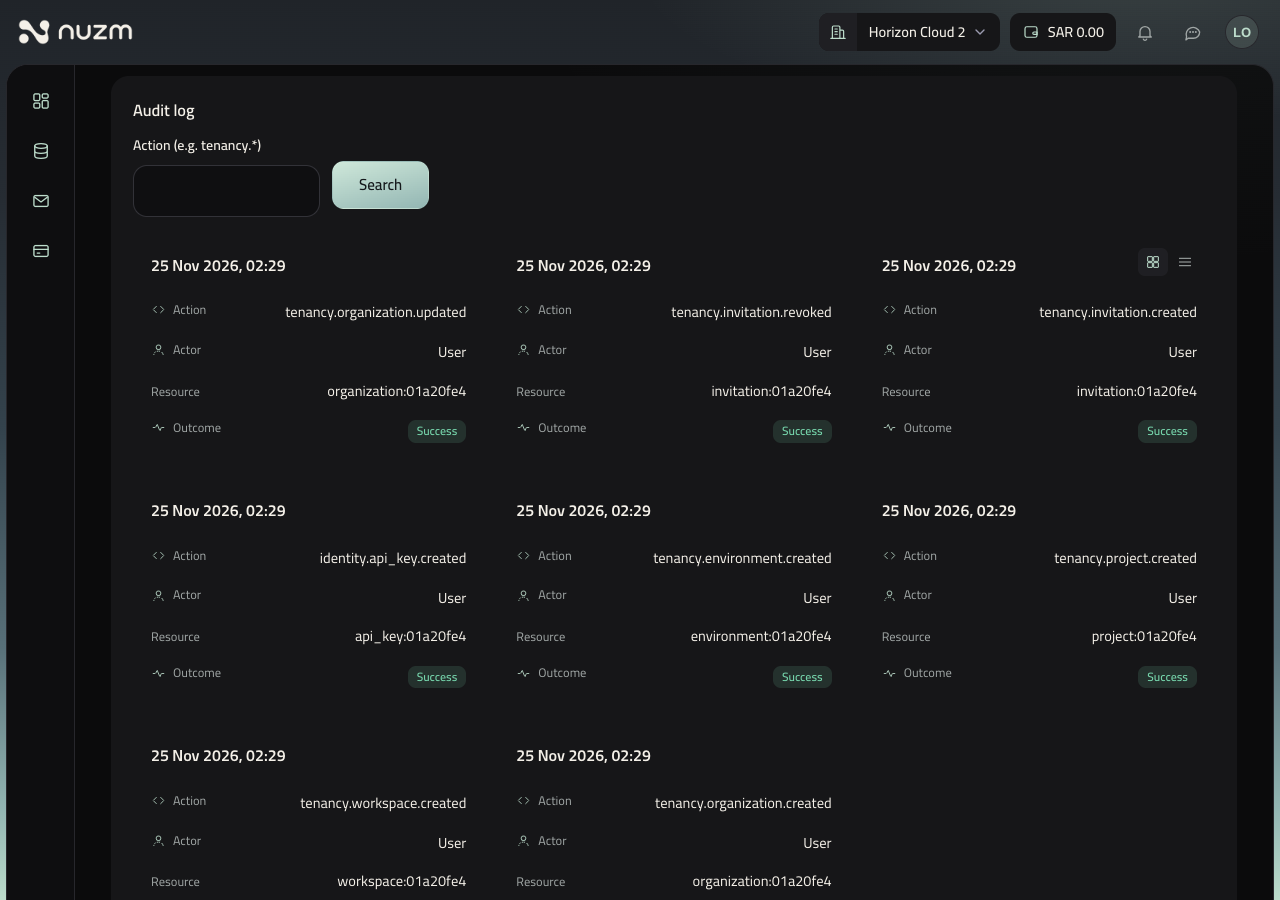 nuzm
Horizon Cloud 2
SAR 0.00
LO
Audit log
Action (e.g. tenancy.*)
Search
25 Nov 2026, 02:29
Action tenancy.organization.updated
Actor User
Resource organization:01a20fe4
Outcome Success
25 Nov 2026, 02:29
Action tenancy.invitation.revoked
Actor User
Resource invitation:01a20fe4
Outcome Success
25 Nov 2026, 02:29
Action tenancy.invitation.created
Actor User
Resource invitation:01a20fe4
Outcome Success
25 Nov 2026, 02:29
Action identity.api_key.created
Actor User
Resource api_key:01a20fe4
Outcome Success
25 Nov 2026, 02:29
Action tenancy.environment.created
Actor User
Resource environment:01a20fe4
Outcome Success
25 Nov 2026, 02:29
Action tenancy.project.created
Actor User
Resource project:01a20fe4
Outcome Success
25 Nov 2026, 02:29
Action tenancy.workspace.created
Actor User
Resource workspace:01a20fe4
25 Nov 2026, 02:29
Action tenancy.organization.created
Actor User
Resource organization:01a20fe4